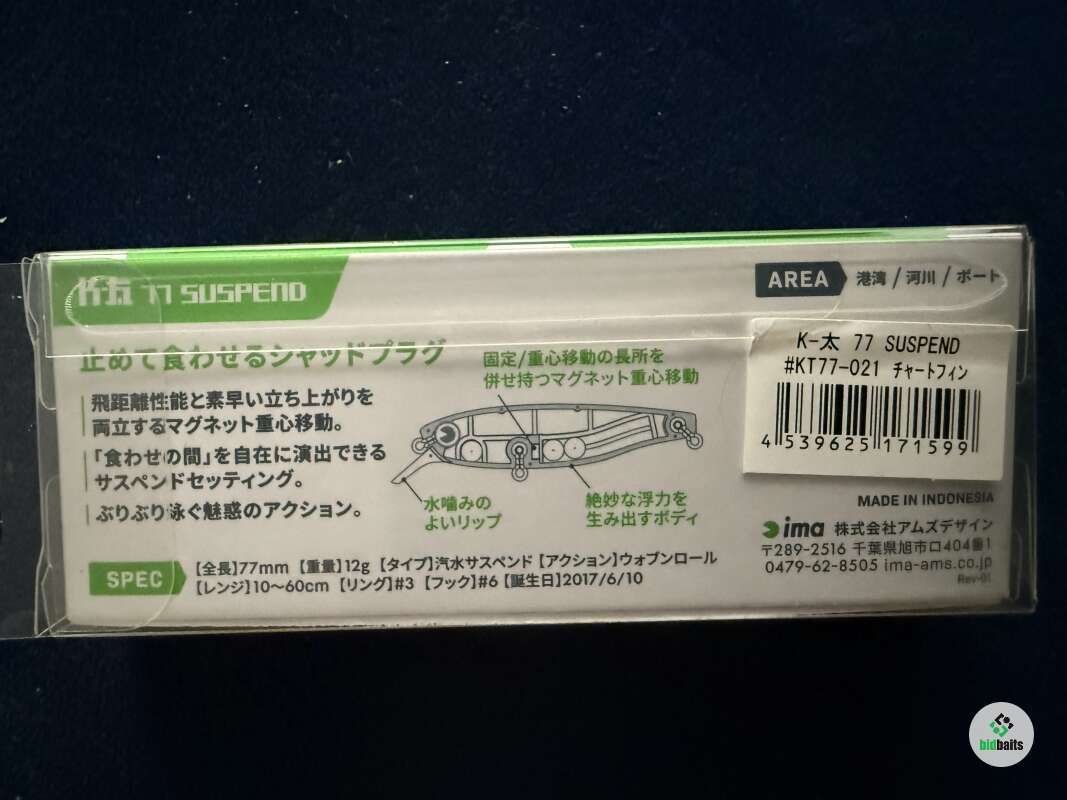 K-太 77 SUSPEND
AREA 港湾 / 河川 / ボート
止めて食わせるシャッドプラグ
飛距離性能と素早い立ち上がりを
両立するマグネット重心移動。
「食わせの間」を自在に演出できる
サスペンドセッティング。
ぶりぶり泳ぐ魅惑のアクション。
固定/重心移動の長所を
併せ持つマグネット重心移動
水噛みの
よいリップ
絶妙な浮力を
生み出すボディ
K-太 77 SUSPEND
#KT77-021 チャートフィン
4 539625 171599
MADE IN INDONESIA
ima 株式会社アムズデザイン
〒289-2516 千葉県旭市ロ404番1
0479-62-8505 ima-ams.co.jp
Rev-01
SPEC
【全長】77mm 【重量】12g 【タイプ】汽水サスペンド 【アクション】ウォブンロール
【レンジ】10~60cm 【リング】#3 【フック】#6 【誕生日】2017/6/10
bidbaits